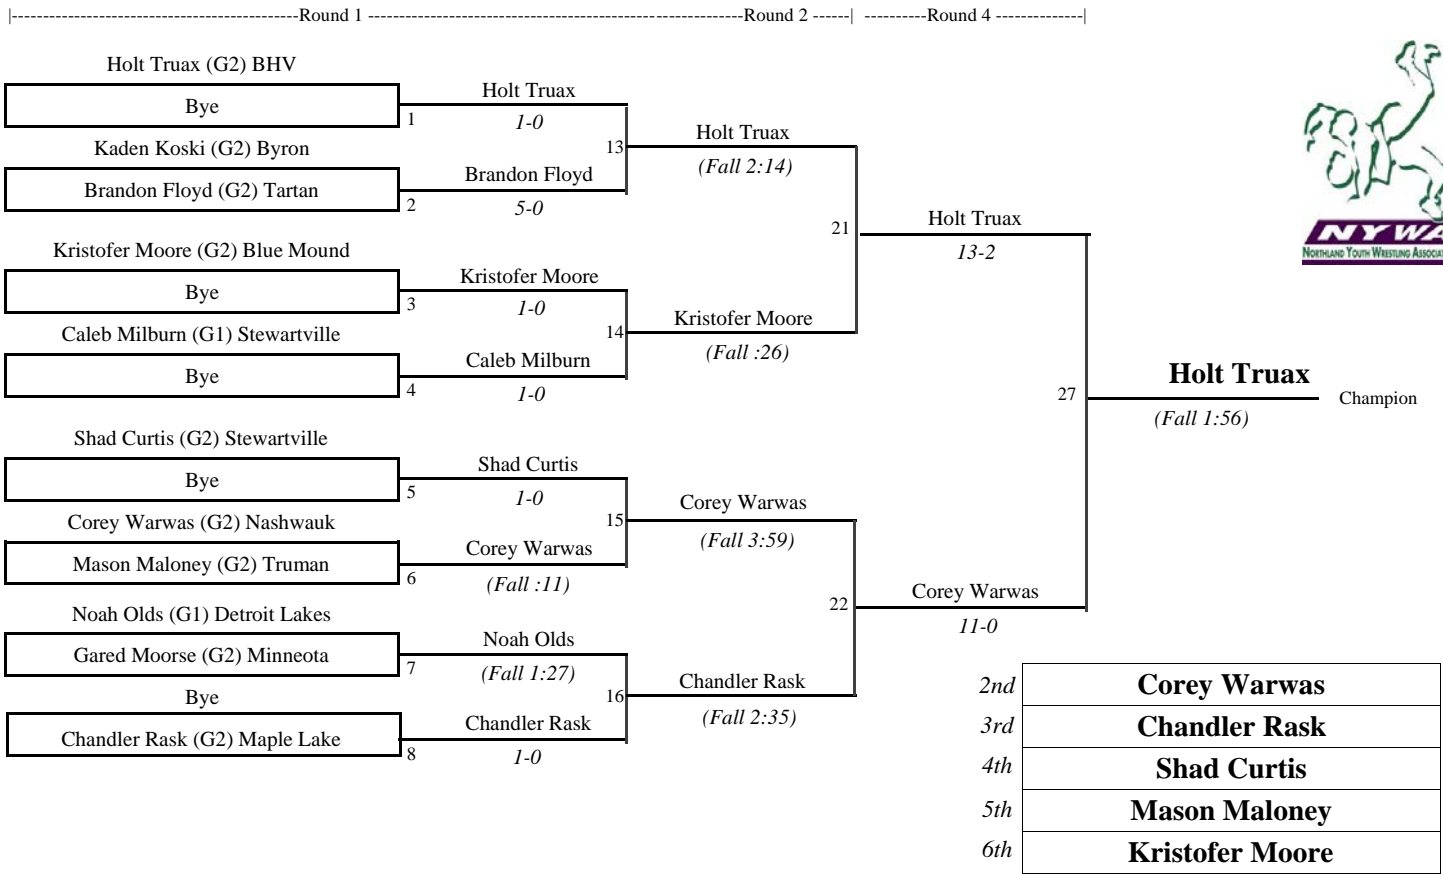 |-----------------------------------------------Round 1 -----------------------------------------------------------------------------Round 2 ------| ----------Round 4 --------------|
Holt Truax (G2) BHV
Bye
1
Holt Truax
1-0
Kaden Koski (G2) Byron
Brandon Floyd (G2) Tartan
2
Brandon Floyd
5-0
13
Holt Truax
(Fall 2:14)
Kristofer Moore (G2) Blue Mound
Bye
3
Kristofer Moore
1-0
Caleb Milburn (G1) Stewartville
Bye
4
Caleb Milburn
1-0
14
Kristofer Moore
(Fall :26)
21
Holt Truax
13-2
Shad Curtis (G2) Stewartville
Bye
5
Shad Curtis
1-0
Corey Warwas (G2) Nashwauk
Mason Maloney (G2) Truman
6
Corey Warwas
(Fall :11)
15
Corey Warwas
(Fall 3:59)
Noah Olds (G1) Detroit Lakes
Gared Moorse (G2) Minneota
7
Noah Olds
(Fall 1:27)
Bye
Chandler Rask (G2) Maple Lake
8
Chandler Rask
1-0
16
Chandler Rask
(Fall 2:35)
22
Corey Warwas
11-0
27
Holt Truax
(Fall 1:56)
Champion
NYWA
NORTHLAND YOUTH WRESTLING
2nd Corey Warwas
3rd Chandler Rask
4th Shad Curtis
5th Mason Maloney
6th Kristofer Moore